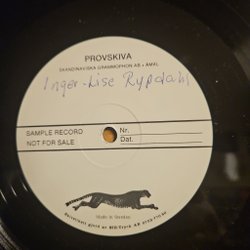 PROVSKIVA
SKANDINAVISKA GRAMMOPHON AB • ÅMÅL
Inger-Lise Rypdahl
SAMPLE RECORD
NOT FOR SALE
Nr.
Dat.
Made in Sweden